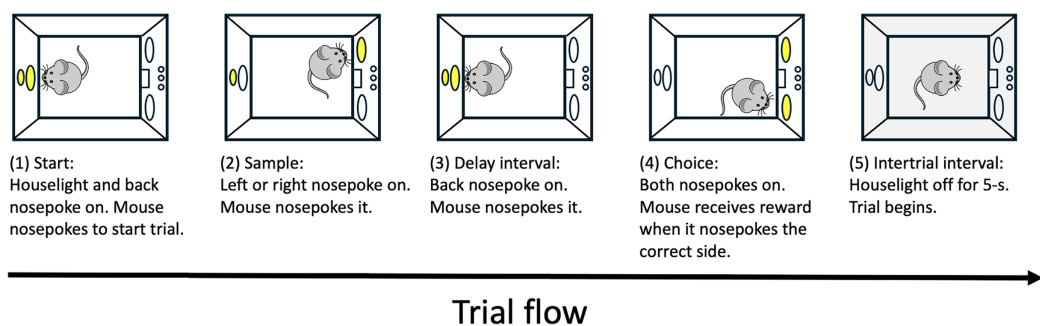 (1) Start:
Houselight and back
nosepoke on. Mouse
nosepokes to start trial.
(2) Sample:
Left or right nosepoke on.
Mouse nosepokes it.
(3) Delay interval:
Back nosepoke on.
Mouse nosepokes it.
(4) Choice:
Both nosepokes on.
Mouse receives reward
when it nosepokes the
correct side.
(5) Intertrial interval:
Houselight off for 5-s.
Trial begins.
Trial flow